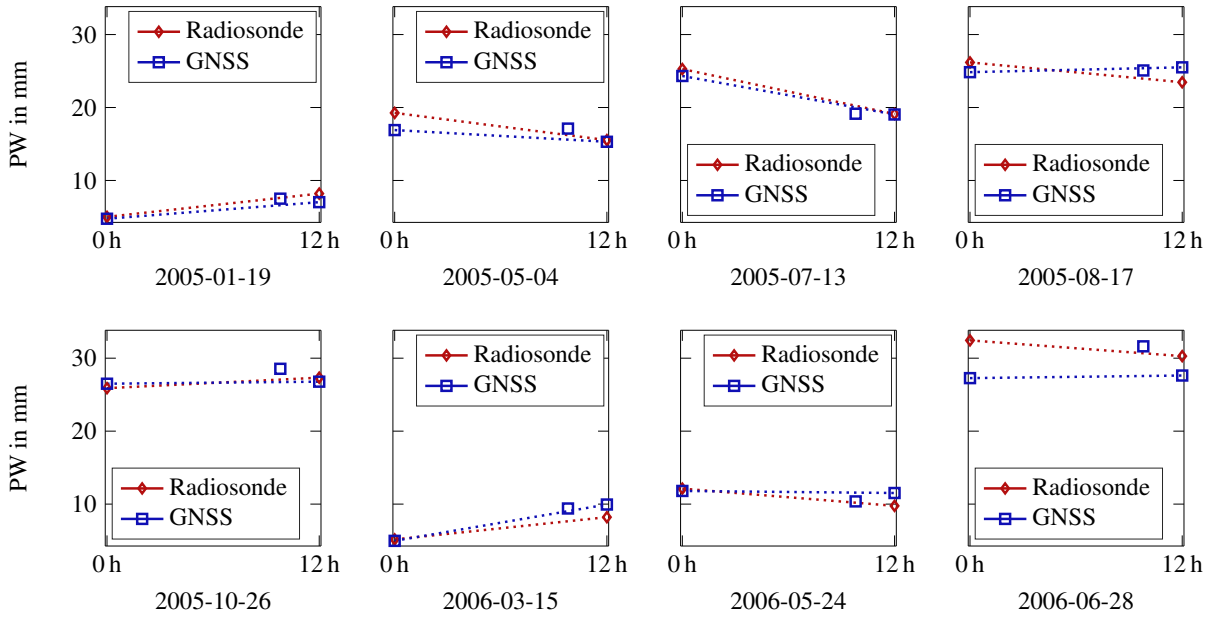 30
20
10
PW in mm
Radiosonde
GNSS
0 h
12 h
2005-01-19
Radiosonde
GNSS
0 h
12 h
2005-05-04
Radiosonde
GNSS
0 h
12 h
2005-07-13
Radiosonde
GNSS
0 h
12 h
2005-08-17
30
20
10
PW in mm
Radiosonde
GNSS
0 h
12 h
2005-10-26
Radiosonde
GNSS
0 h
12 h
2006-03-15
Radiosonde
GNSS
0 h
12 h
2006-05-24
Radiosonde
GNSS
0 h
12 h
2006-06-28